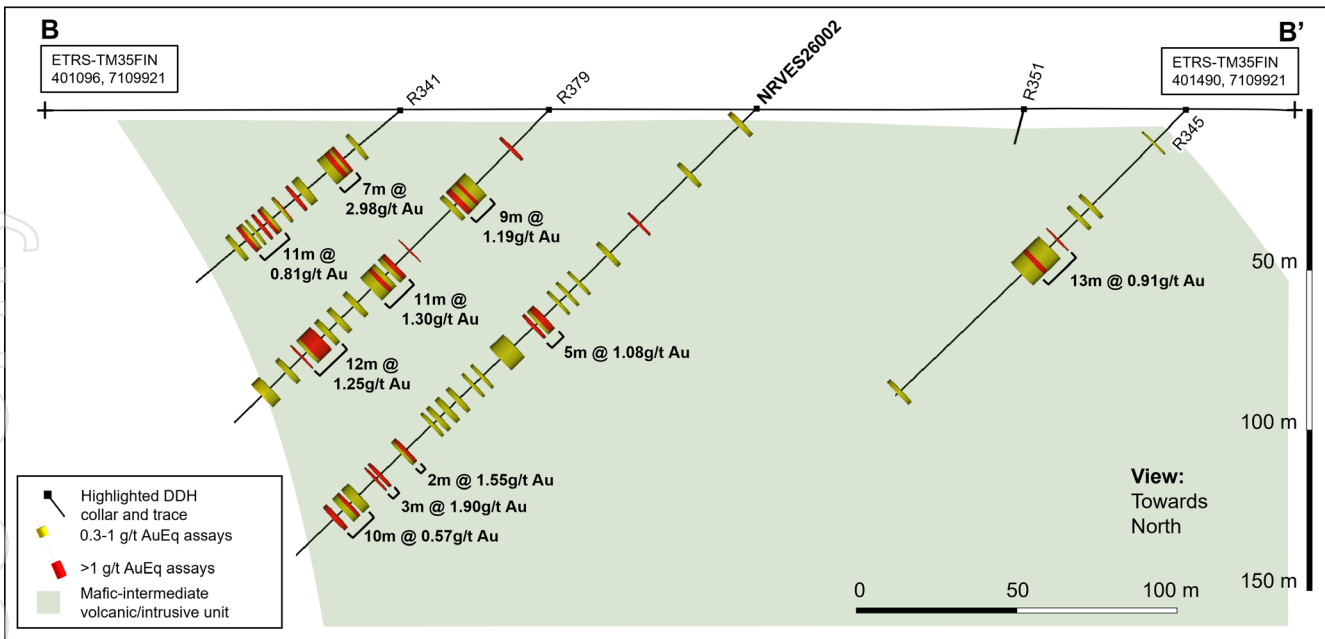 B
B’
ETRS-TM35FIN
401096, 7109921
ETRS-TM35FIN
401490, 7109921
R341
R379
NRVES26002
R351
R345
7m @
2.98g/t Au
11m @
0.81g/t Au
9m @
1.19g/t Au
11m @
1.30g/t Au
12m @
1.25g/t Au
5m @ 1.08g/t Au
2m @ 1.55g/t Au
3m @ 1.90g/t Au
10m @ 0.57g/t Au
13m @ 0.91g/t Au
50 m
100 m
150 m
View:
Towards
North
0 50 100 m
Highlighted DDH
collar and trace
0.3-1 g/t AuEq assays
>1 g/t AuEq assays
Mafic-intermediate
volcanic/intrusive unit